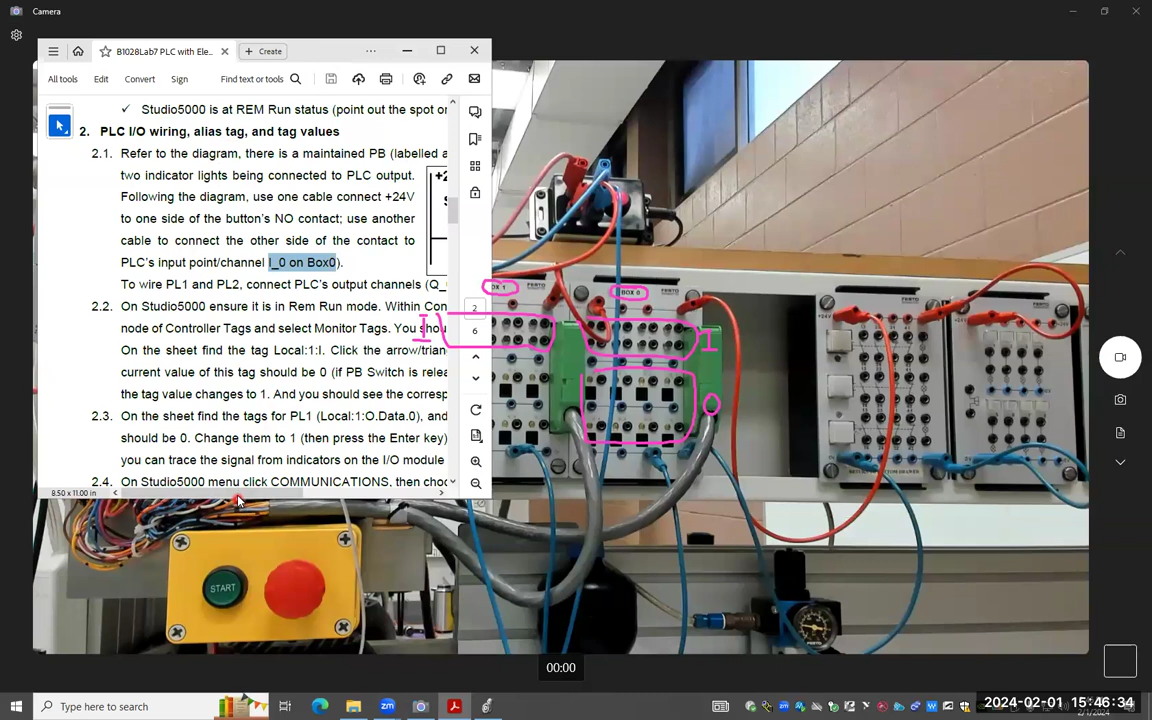 Camera
B1028Lab7 PLC with Ele...
Create
All tools
Edit
Convert
Sign
Find text or tools
✓ Studio5000 is at REM Run status (point out the spot or
2. PLC I/O wiring, alias tag, and tag values
2.1. Refer to the diagram, there is a maintained PB (labelled a
two indicator lights being connected to PLC output.
Following the diagram, use one cable connect +24V
to one side of the button's NO contact; use another
cable to connect the other side of the contact to
PLC's input point/channel I_0 on Box0).
To wire PL1 and PL2, connect PLC's output channels (Q_
2.2. On Studio5000 ensure it is in Rem Run mode. Within Con
node of Controller Tags and select Monitor Tags. You shou
On the sheet find the tag Local:1:I. Click the arrow/trian
current value of this tag should be 0 (if PB Switch is relea
the tag value changes to 1. And you should see the corresp
2.3. On the sheet find the tags for PL1 (Local:1:O.Data.0), and
should be 0. Change them to 1 (then press the Enter key)
you can trace the signal from indicators on the I/O module
2.4. On Studio5000 menu click COMMUNICATIONS, then choo
+2
S
2
6
8.50 x 11.00 in
OX 1
BOX 0
FESTO
I
I
O
+24V
FESTO
FESTO
START
00:00
Type here to search
zm
2024-02-01 15:46:34